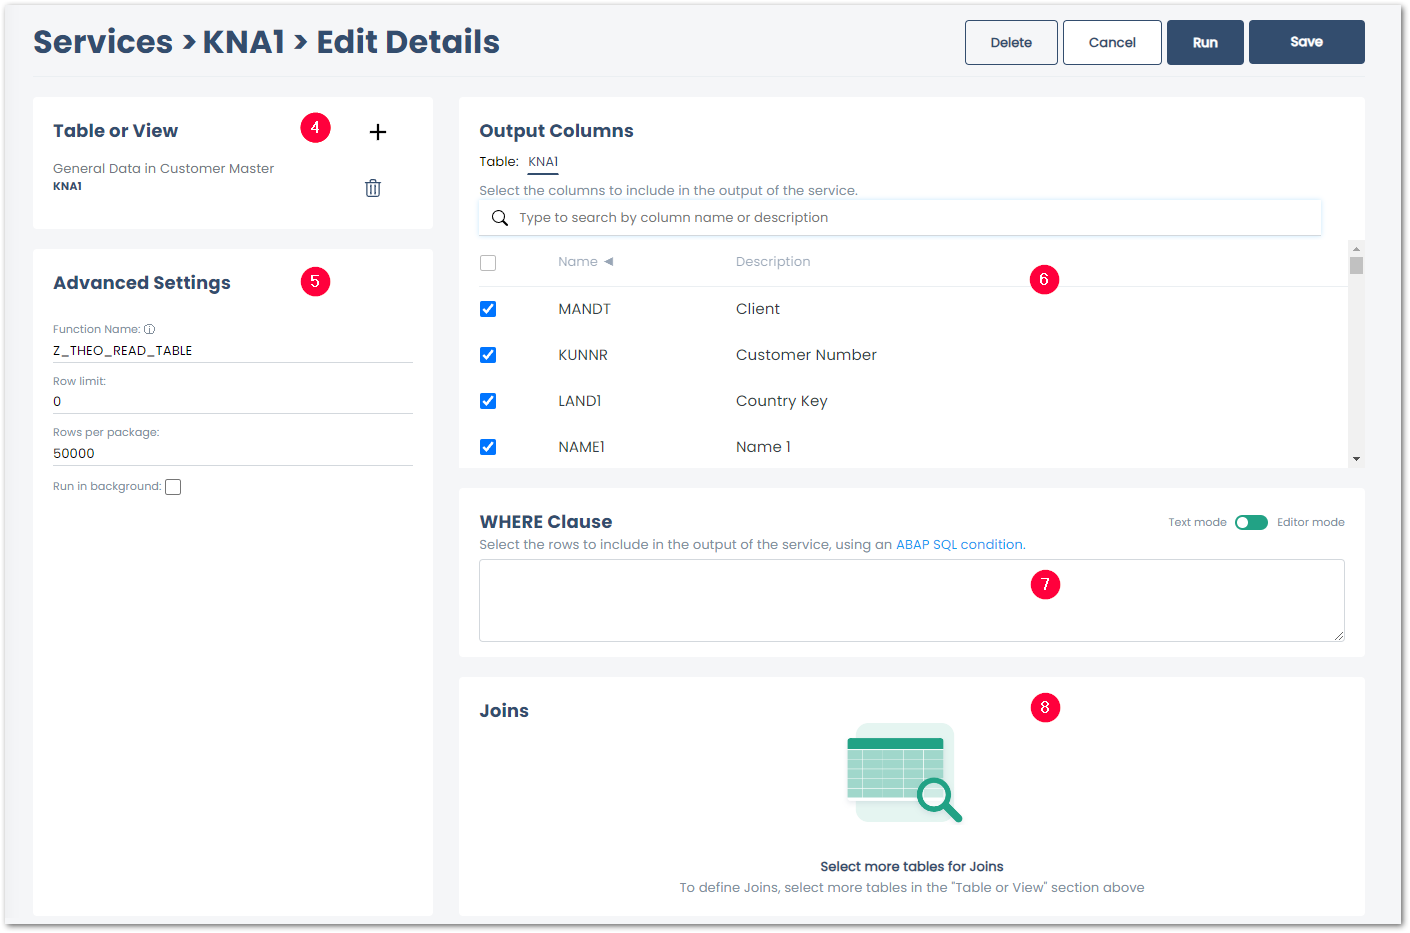 Services > KNA1 > Edit Details
Delete
Cancel
Run
Save
Table or View
4
General Data in Customer Master
KNA1
Advanced Settings
5
Function Name:
Z_THEO_READ_TABLE
Row limit:
0
Rows per package:
50000
Run in background:
Output Columns
Table: KNA1
Select the columns to include in the output of the service.
Type to search by column name or description
Name Description
6
MANDT Client
KUNNR Customer Number
LAND1 Country Key
NAME1 Name 1
WHERE Clause
Text mode Editor mode
Select the rows to include in the output of the service, using an ABAP SQL condition.
7
Joins
8
Select more tables for Joins
To define Joins, select more tables in the "Table or View" section above